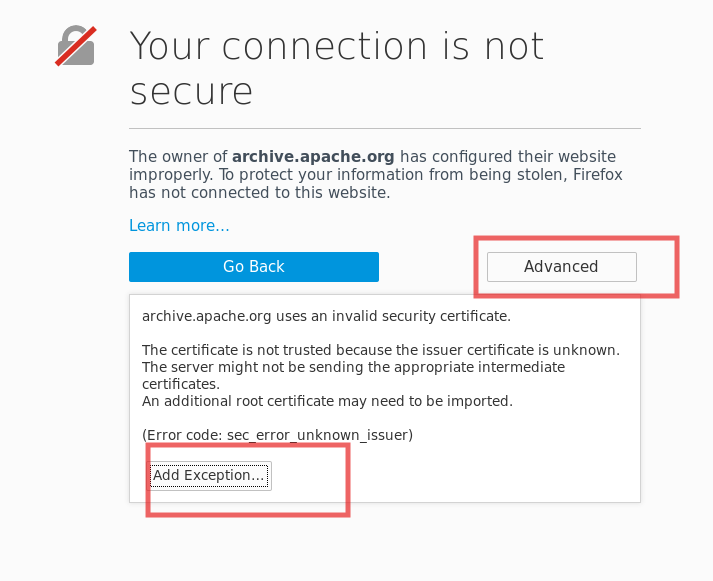 Your connection is not
secure
The owner of archive.apache.org has configured their website
improperly. To protect your information from being stolen, Firefox
has not connected to this website.
Learn more…
Go Back
Advanced
archive.apache.org uses an invalid security certificate.
The certificate is not trusted because the issuer certificate is unknown.
The server might not be sending the appropriate intermediate
certificates.
An additional root certificate may need to be imported.
(Error code: sec_error_unknown_issuer)
Add Exception…